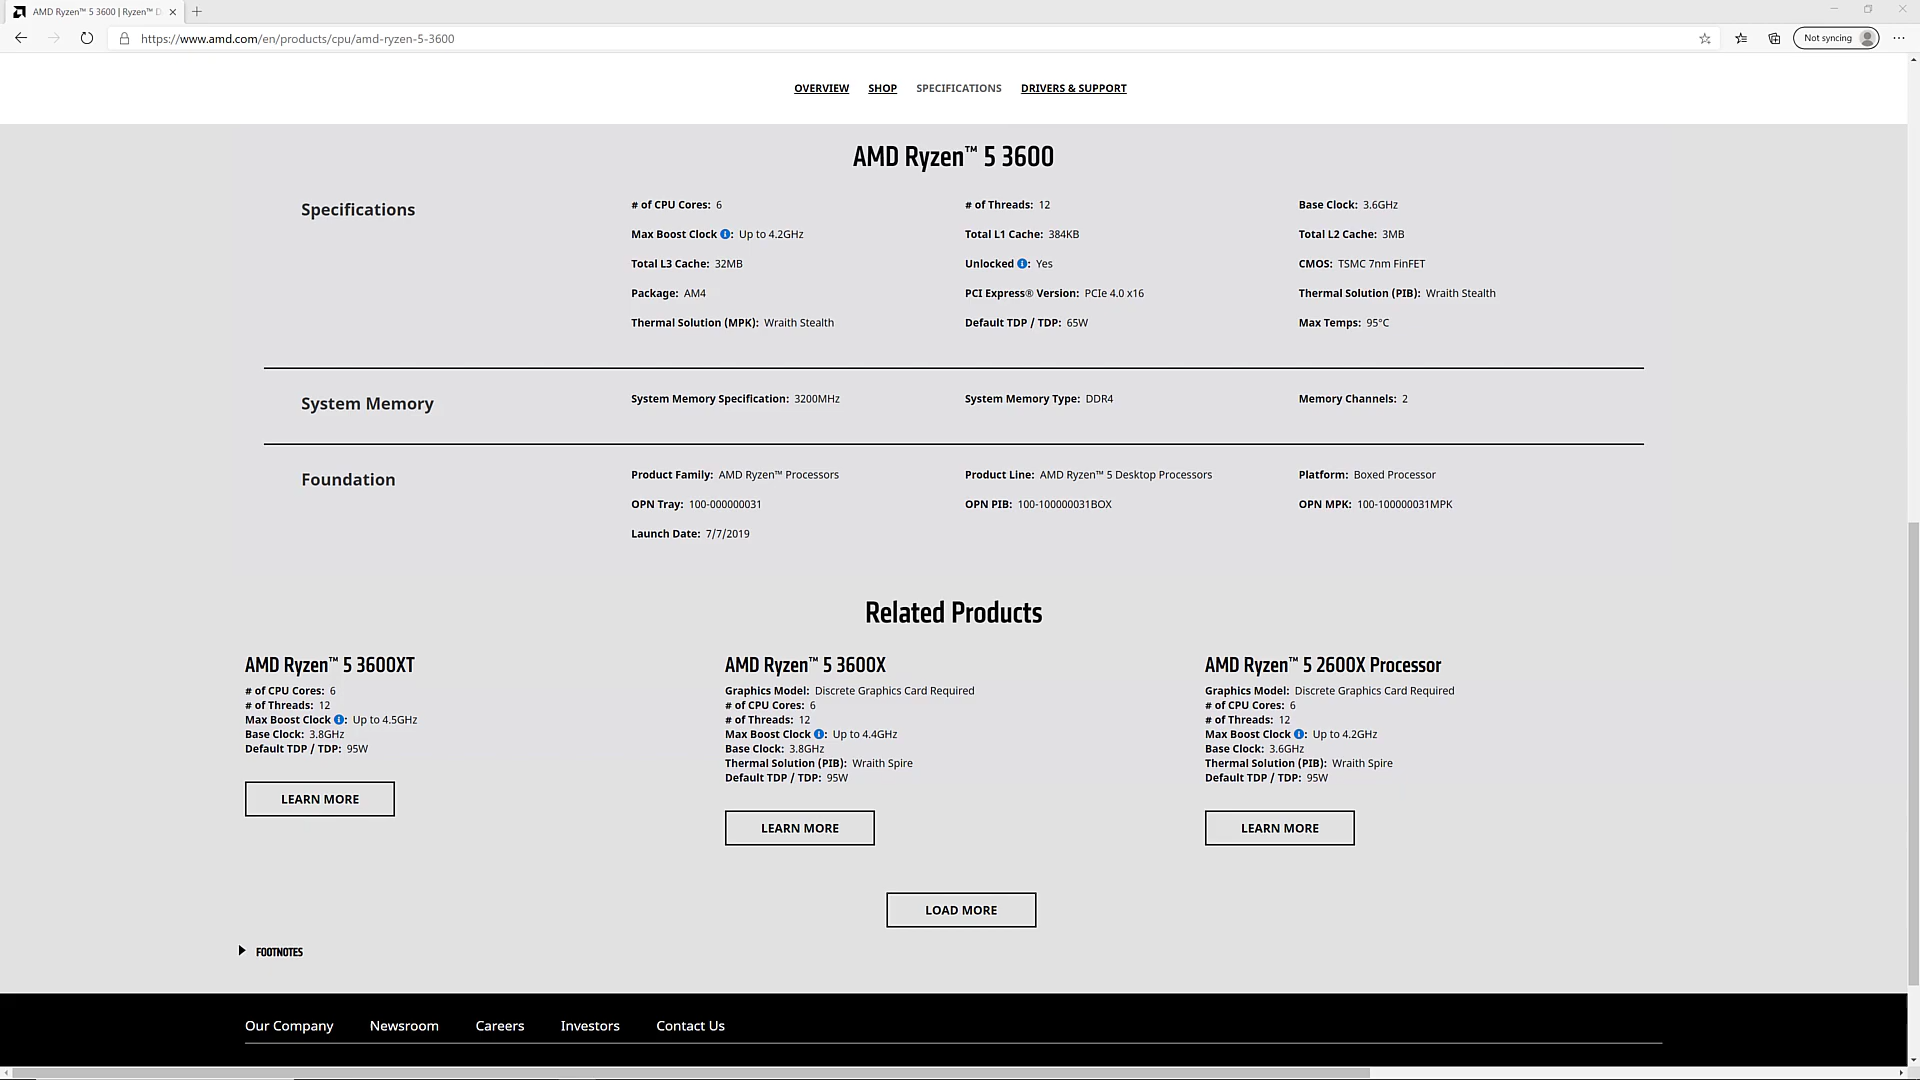 AMD Ryzen™ 5 3600 | Ryzen™ D
https://www.amd.com/en/products/cpu/amd-ryzen-5-3600
Not syncing
OVERVIEW SHOP SPECIFICATIONS DRIVERS & SUPPORT
AMD Ryzen™ 5 3600
Specifications
# of CPU Cores: 6 # of Threads: 12 Base Clock: 3.6GHz
Max Boost Clock : Up to 4.2GHz Total L1 Cache: 384KB Total L2 Cache: 3MB
Total L3 Cache: 32MB Unlocked : Yes CMOS: TSMC 7nm FinFET
Package: AM4 PCI Express® Version: PCIe 4.0 x16 Thermal Solution (PIB): Wraith Stealth
Thermal Solution (MPK): Wraith Stealth Default TDP / TDP: 65W Max Temps: 95°C
System Memory
System Memory Specification: 3200MHz System Memory Type: DDR4 Memory Channels: 2
Foundation
Product Family: AMD Ryzen™ Processors Product Line: AMD Ryzen™ 5 Desktop Processors Platform: Boxed Processor
OPN Tray: 100-000000031 OPN PIB: 100-100000031BOX OPN MPK: 100-100000031MPK
Launch Date: 7/7/2019
Related Products
AMD Ryzen™ 5 3600XT
# of CPU Cores: 6
# of Threads: 12
Max Boost Clock : Up to 4.5GHz
Base Clock: 3.8GHz
Default TDP / TDP: 95W
LEARN MORE
AMD Ryzen™ 5 3600X
Graphics Model: Discrete Graphics Card Required
# of CPU Cores: 6
# of Threads: 12
Max Boost Clock : Up to 4.4GHz
Base Clock: 3.8GHz
Thermal Solution (PIB): Wraith Spire
Default TDP / TDP: 95W
LEARN MORE
AMD Ryzen™ 5 2600X Processor
Graphics Model: Discrete Graphics Card Required
# of CPU Cores: 6
# of Threads: 12
Max Boost Clock : Up to 4.2GHz
Base Clock: 3.6GHz
Thermal Solution (PIB): Wraith Spire
Default TDP / TDP: 95W
LEARN MORE
LOAD MORE
FOOTNOTES
Our Company Newsroom Careers Investors Contact Us